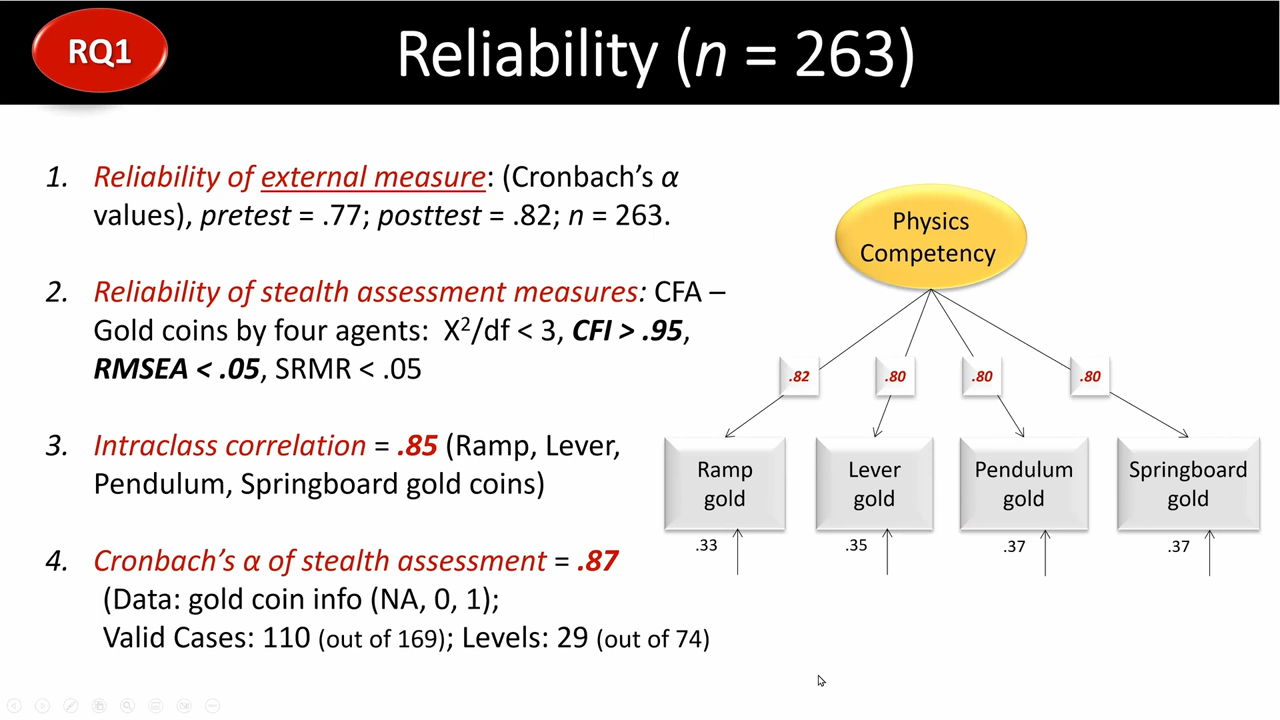 RQ1
Reliability (n = 263)
1. Reliability of external measure: (Cronbach's α
values), pretest = .77; posttest = .82; n = 263.
2. Reliability of stealth assessment measures: CFA –
Gold coins by four agents: X²/df < 3, CFI > .95,
RMSEA < .05, SRMR < .05
3. Intraclass correlation = .85 (Ramp, Lever,
Pendulum, Springboard gold coins)
4. Cronbach's α of stealth assessment = .87
(Data: gold coin info (NA, 0, 1);
Valid Cases: 110 (out of 169); Levels: 29 (out of 74)
Physics
Competency
.82 .80 .80 .80
Ramp
gold
Lever
gold
Pendulum
gold
Springboard
gold
.33 .35 .37 .37